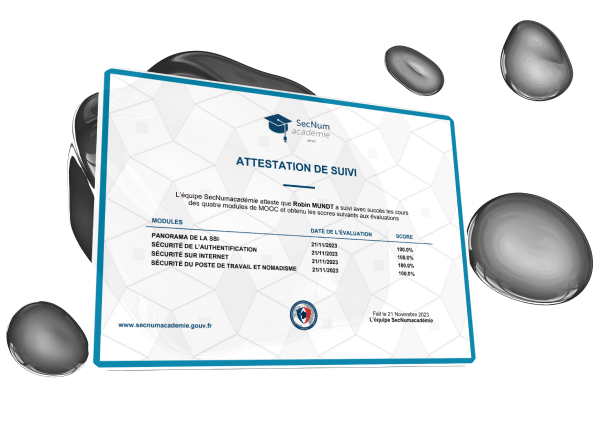 SecNum
académie
ATTESTATION DE SUIVI
L'équipe SecNumacadémie atteste que Robin MUNDT a suivi avec succès les cours
des quatre modules de MOOC et obtenu les scores suivants aux évaluations
MODULES DATE DE L'ÉVALUATION SCORE
PANORAMA DE LA SSI 21/11/2023 100,0%
SÉCURITÉ DE L'AUTHENTIFICATION 21/11/2023 100,0%
SÉCURITÉ SUR INTERNET 21/11/2023 100,0%
SÉCURITÉ DU POSTE DE TRAVAIL ET NOMADISME 21/11/2023 100,0%
Fait le 21 Novembre 2023
L'équipe SecNumacadémie
www.secnumacademie.gouv.fr